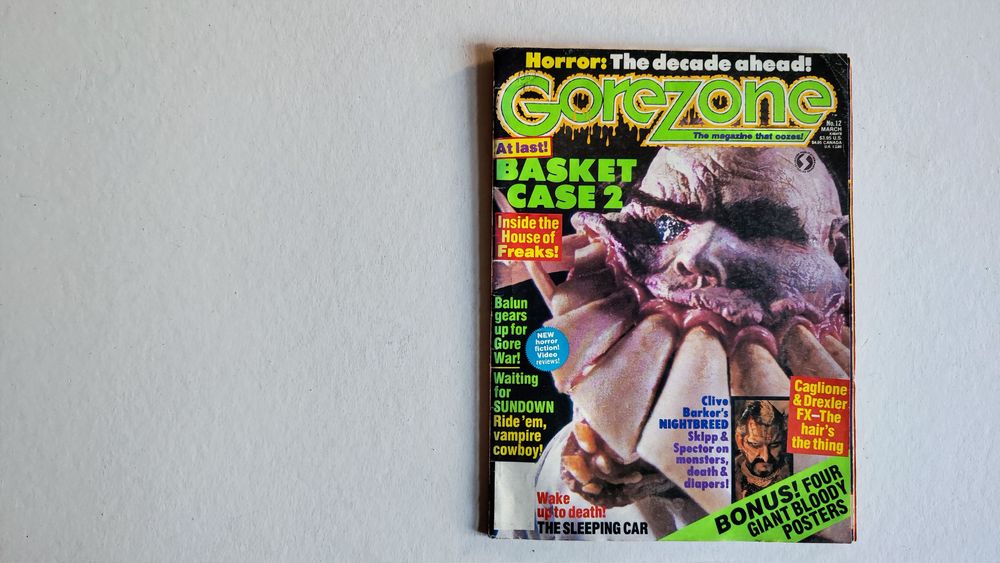 Horror: The decade ahead!
Gorezone
The magazine that oozes!
No. 12
MARCH
$3.95 U.S.
$4.95 CANADA
At last!
BASKET
CASE 2
Inside the
House of
Freaks!
Balun
gears
up for
Gore
War!
NEW
horror
fiction!
Video
reviews!
Waiting
for
SUNDOWN
Ride 'em,
vampire
cowboy!
Clive
Barker's
NIGHTBREED
Skipp &
Spector on
monsters,
death &
diapers!
Caglione
& Drexler
FX–The
hair's
the thing
Wake
up to death!
THE SLEEPING CAR
BONUS! FOUR
GIANT BLOODY
POSTERS